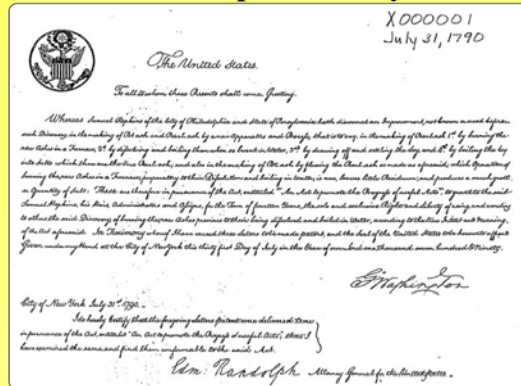 X000001
July 31, 1790
The United States.
To all to whom these Presents shall come, Greeting.
Whereas Samuel Hopkins of the City of Philadelphia and State of Pensylvania hath discovered an Improvement, not known or used before
such Discovery, in the making of Pot ash and Pearl ash by a new Apparatus and Process; that is to say, in the making of Pearl ash 1st by burning the
raw Ashes in a Furnace, 2d by dissolving and boiling them when so burnt in Water, 3rd by drawing off and settling the Ley, and 4th by boiling the Ley
into Salts which then are the true Pearl ash; and also in the making of Pot ash by fluxing the Pearl ash so made as aforesaid; which Operation of
burning the raw Ashes in a Furnace, preparatory to their Dissolution and boiling in Water, is new, leaves little Residuum; and produces a much greater
Quantity of Salt: These are therefore in pursuance of the Act, entituled "An Act to promote the Progress of useful Arts", to grant to the said
Samuel Hopkins, his Heirs, Administrators and Assigns, for the Term of fourteen Years, the sole and exclusive Right and Liberty of using and vending
to others the said Discovery of burning the raw Ashes previous to their being dissolved and boiled in Water, according to the true Intent and Meaning
of the Act aforesaid. In Testimony whereof I have caused these Letters to be made patent, and the Seal of the United States to be hereunto affixed
Given under my Hand at the City of New York this thirty first Day of July in the Year of our Lord one thousand seven hundred & Ninety.
G. Washington
City of New York July 31st 1790.
I do hereby Certify that the foregoing Letters patent were delivered to me
in pursuance of the Act, entituled "An Act to promote the Progress of useful Arts"; that I
have examined the same, and find them conformable to the said Act.
Edm: Randolph Attorney General for the United States.